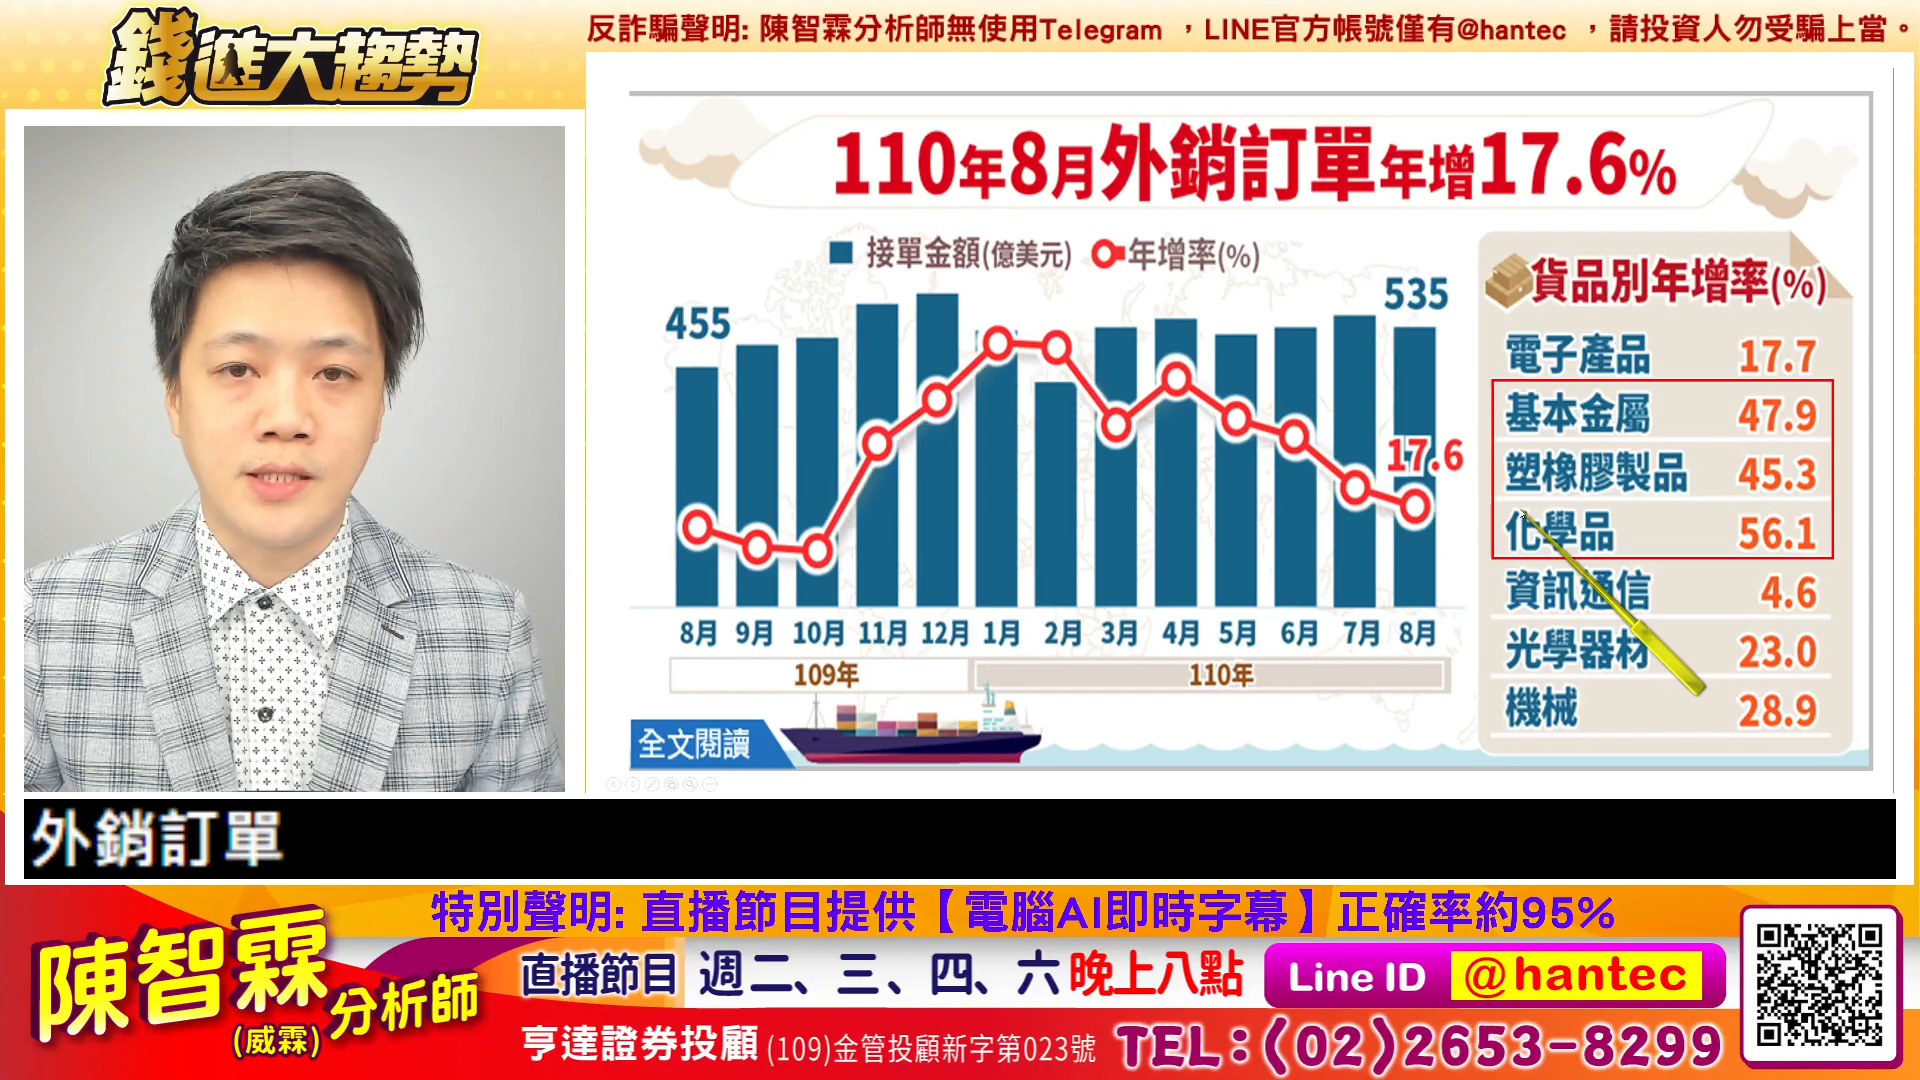 錢進大趨勢
反詐騙聲明: 陳智霖分析師無使用Telegram ，LINE官方帳號僅有@hantec ，請投資人勿受騙上當。
110年8月外銷訂單年增17.6%
接單金額(億美元) 年增率(%)
455
535
17.6
8月 9月 10月 11月 12月 1月 2月 3月 4月 5月 6月 7月 8月
109年 110年
全文閱讀
貨品別年增率(%)
電子產品 17.7
基本金屬 47.9
塑橡膠製品 45.3
化學品 56.1
資訊通信 4.6
光學器材 23.0
機械 28.9
外銷訂單
特別聲明: 直播節目提供【電腦AI即時字幕】正確率約95%
陳智霖分析師
(威霖)
直播節目 週二、三、四、六 晚上八點
Line ID @hantec
亨達證券投顧 (109)金管投顧新字第023號 TEL:(02)2653-8299